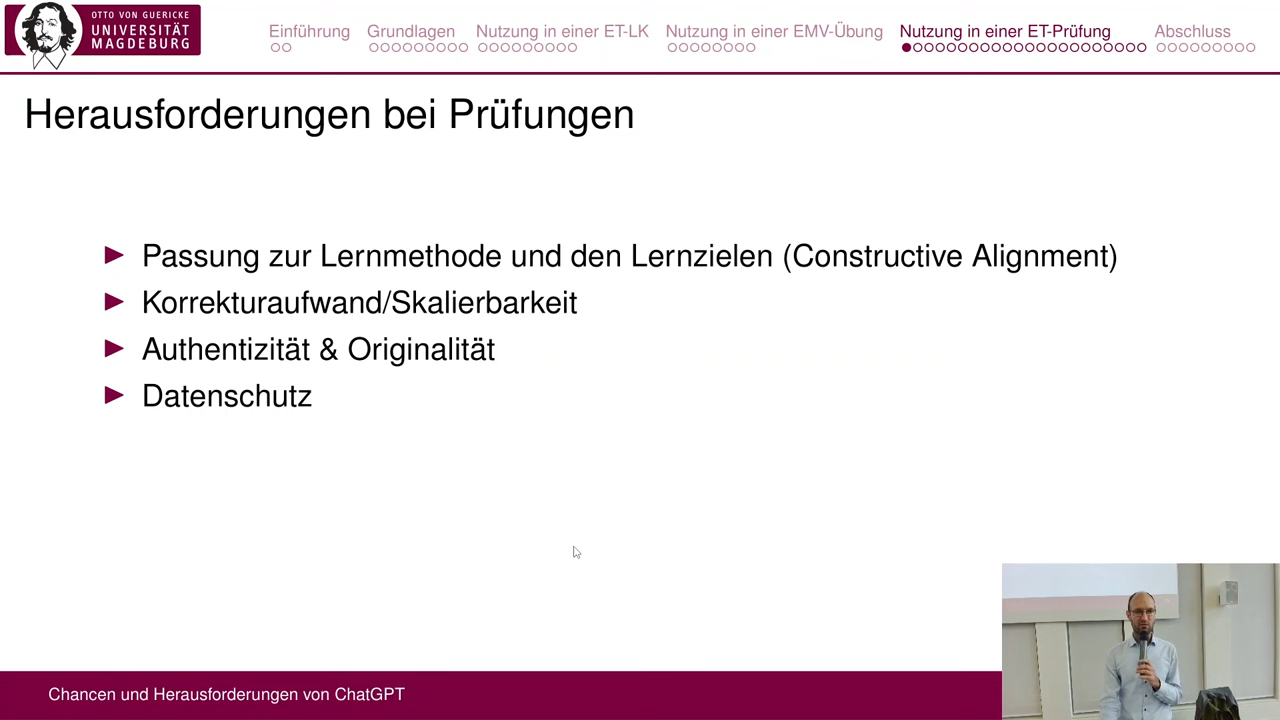 OTTO VON GUERICKE
UNIVERSITÄT
MAGDEBURG
Einführung Grundlagen Nutzung in einer ET-LK Nutzung in einer EMV-Übung Nutzung in einer ET-Prüfung Abschluss
Herausforderungen bei Prüfungen
Passung zur Lernmethode und den Lernzielen (Constructive Alignment)
Korrekturaufwand/Skalierbarkeit
Authentizität & Originalität
Datenschutz
Chancen und Herausforderungen von ChatGPT